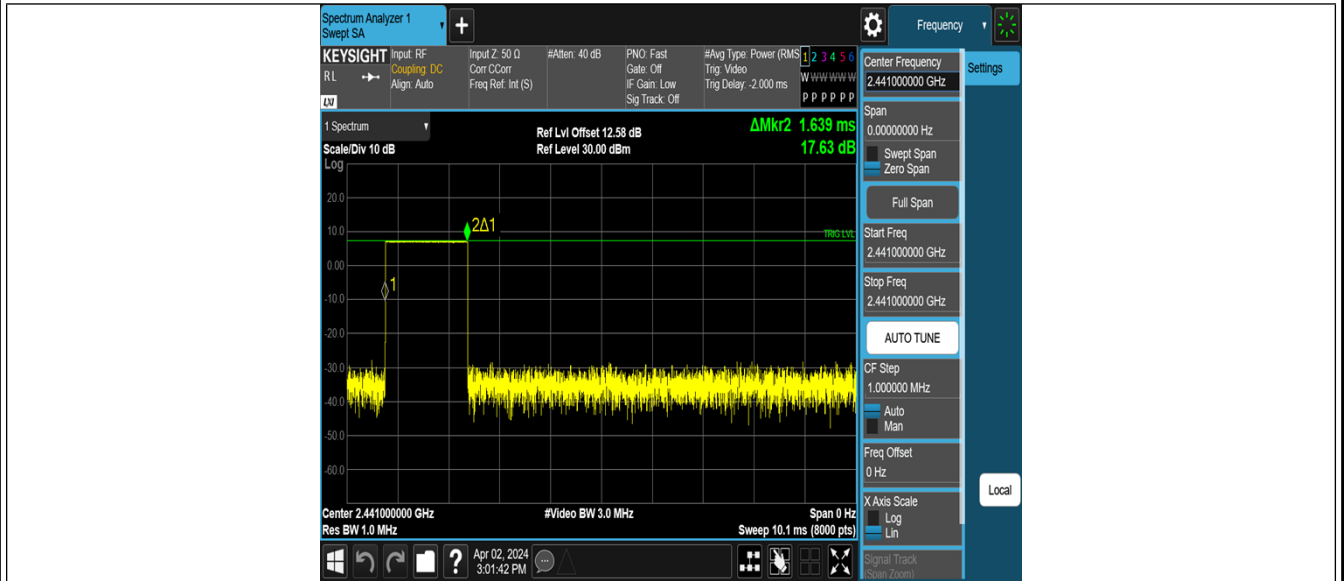 Spectrum Analyzer 1
Swept SA
+
Frequency
KEYSIGHT
RL
LXI
Input: RF
Coupling: DC
Align: Auto
Input Z: 50 Ω
Corr CCorr
Freq Ref: Int (S)
#Atten: 40 dB
PNO: Fast
Gate: Off
IF Gain: Low
Sig Track: Off
#Avg Type: Power (RMS
Trig: Video
Trig Delay: -2.000 ms
1 2 3 4 5 6
W W W W W W
P P P P P P
1 Spectrum
Scale/Div 10 dB
Log
Ref Lvl Offset 12.58 dB
Ref Level 30.00 dBm
ΔMkr2 1.639 ms
17.63 dB
20.0
10.0
0.00
-10.0
-20.0
-30.0
-40.0
-50.0
-60.0
2Δ1
1
TRIG LVL
Center 2.441000000 GHz
Res BW 1.0 MHz
#Video BW 3.0 MHz
Span 0 Hz
Sweep 10.1 ms (8000 pts)
?
Apr 02, 2024
3:01:42 PM
Center Frequency
2.441000000 GHz
Span
0.00000000 Hz
Swept Span
Zero Span
Full Span
Start Freq
2.441000000 GHz
Stop Freq
2.441000000 GHz
AUTO TUNE
CF Step
1.000000 MHz
Auto
Man
Freq Offset
0 Hz
X Axis Scale
Log
Lin
Signal Track
(Span Zoom)
Settings
Local